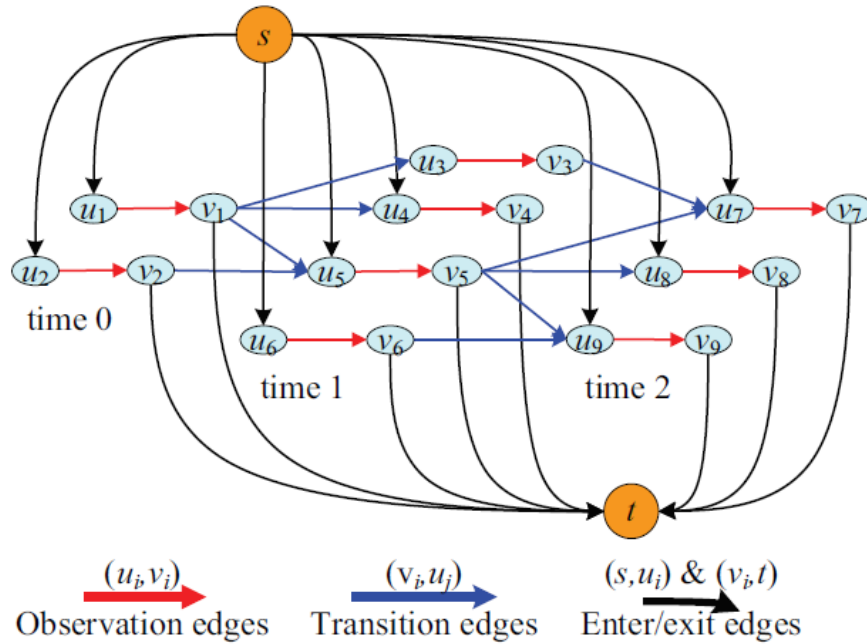 s
u₃ v₃
u₁ v₁ u₄ v₄ u₇ v₇
u₂ v₂ u₅ v₅ u₈ v₈
time 0
u₆ v₆ u₉ v₉
time 1 time 2
t
(uᵢ,vᵢ) (vᵢ,uⱼ) (s,uᵢ) & (vᵢ,t)
Observation edges Transition edges Enter/exit edges